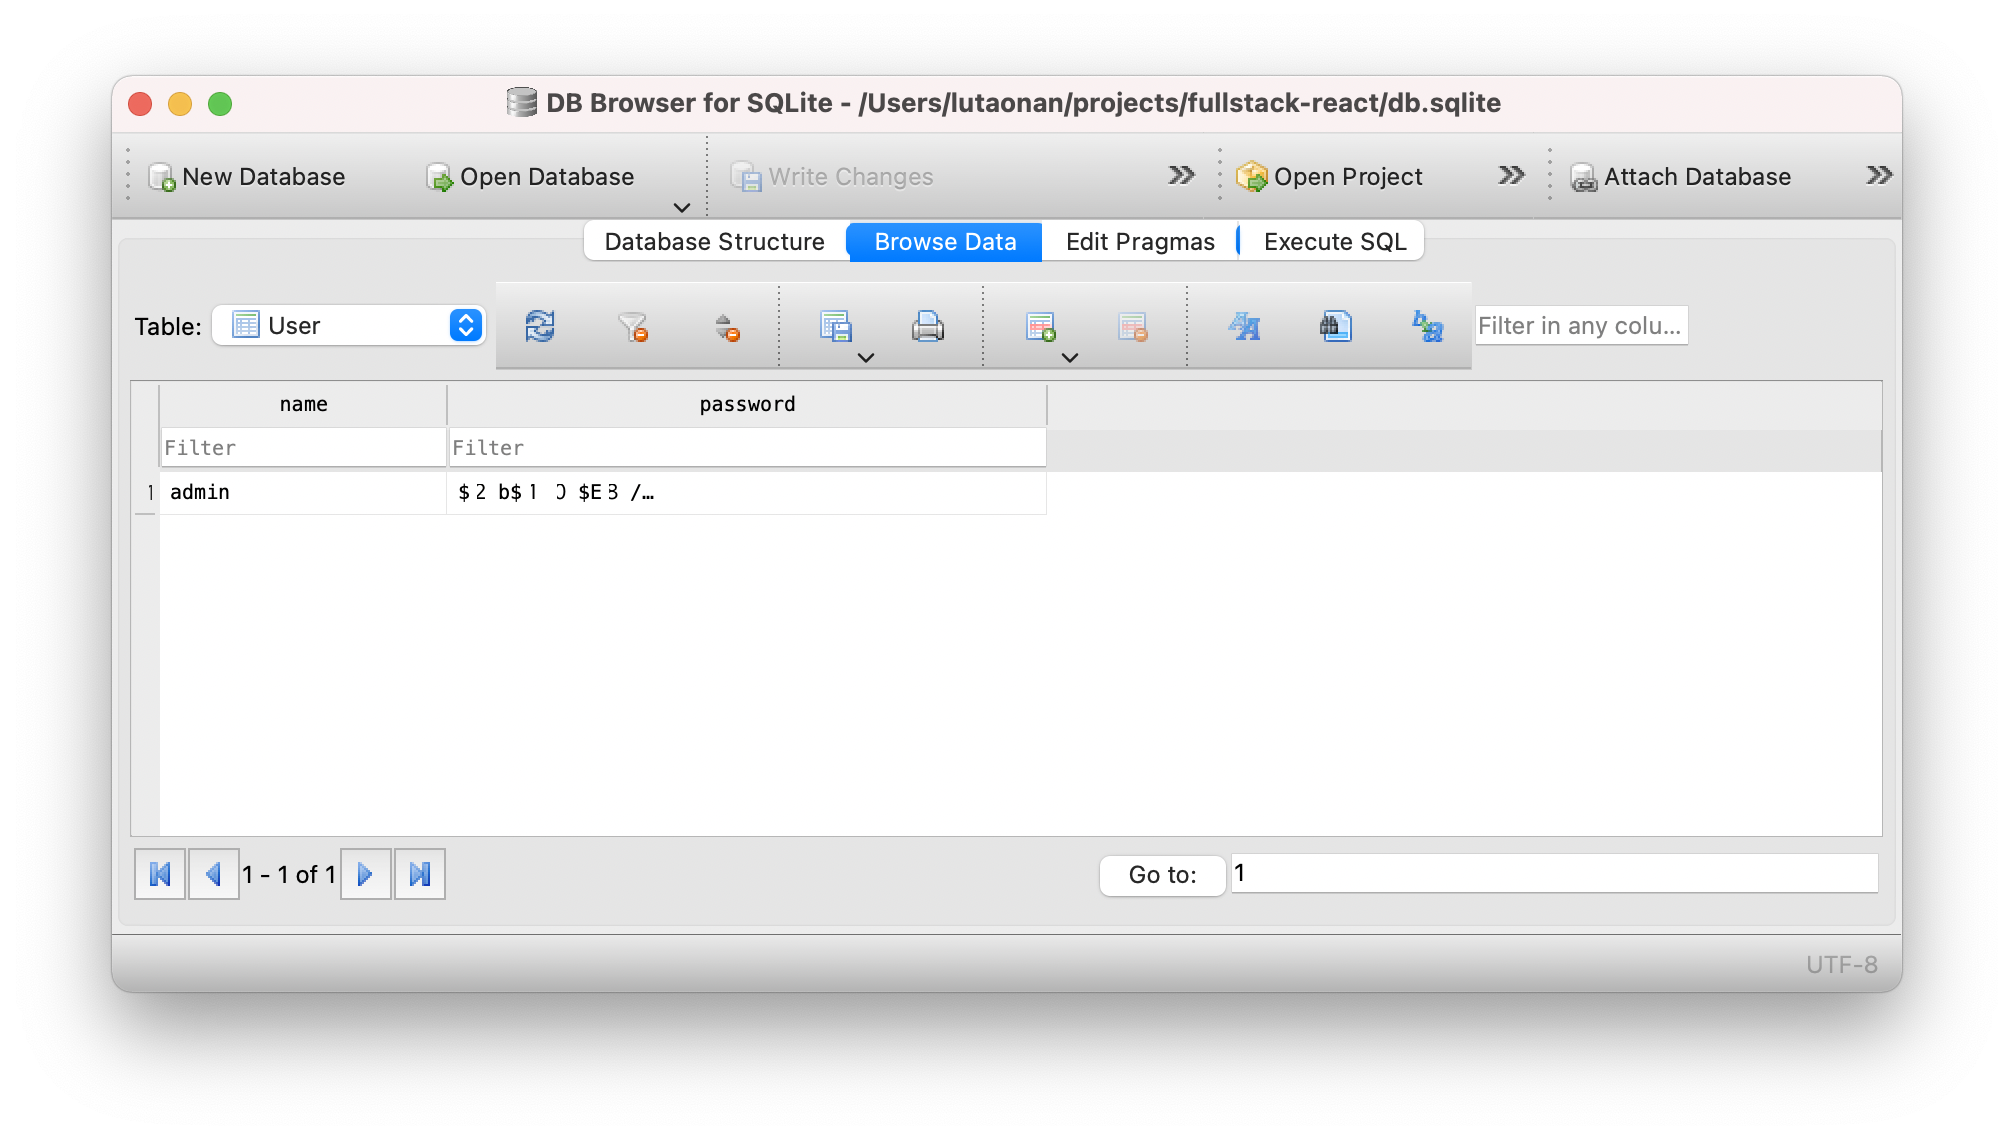 DB Browser for SQLite - /Users/lutaonan/projects/fullstack-react/db.sqlite
New Database Open Database Write Changes Open Project Attach Database
Database Structure Browse Data Edit Pragmas Execute SQL
Table: User Filter in any colu...
name password
Filter Filter
1 admin $2b$10$E3/…
1 - 1 of 1 Go to: 1
UTF-8